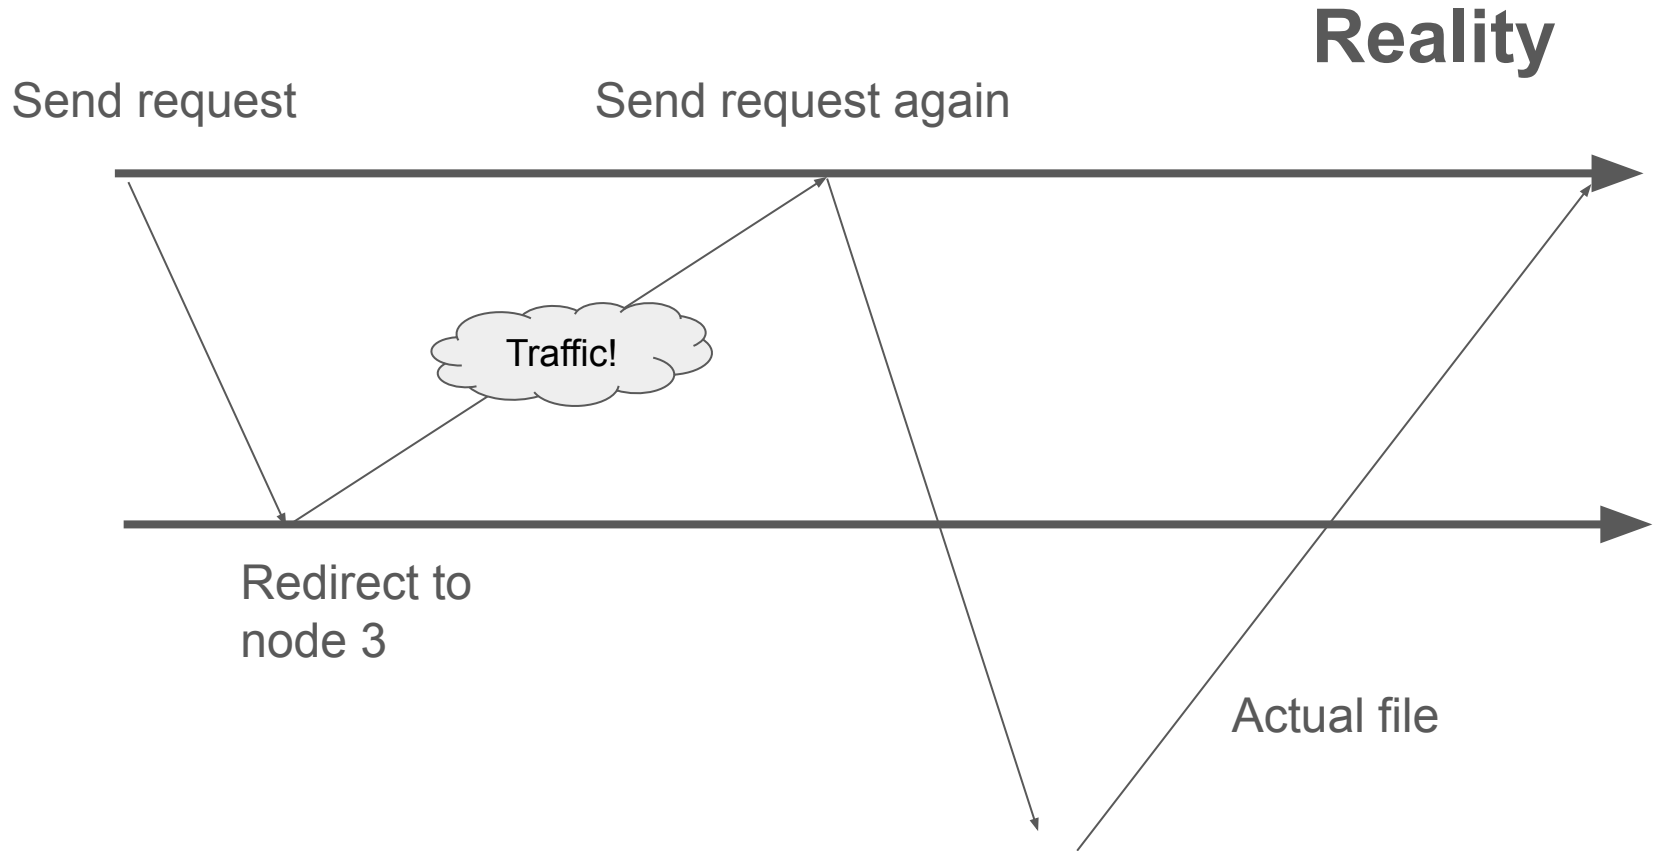 Reality
Send request
Send request again
Traffic!
Redirect to
node 3
Actual file